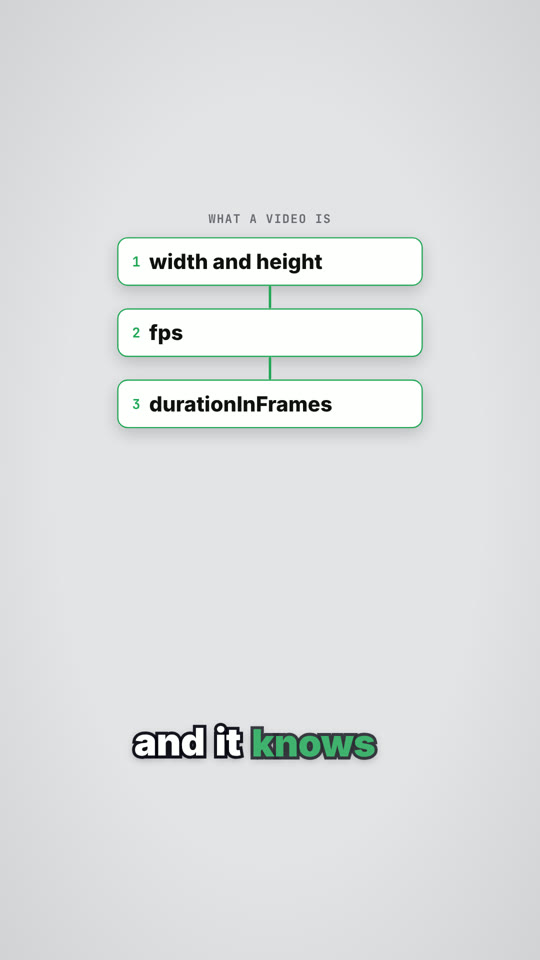 WHAT A VIDEO IS
1 width and height
2 fps
3 durationInFrames
and it knows